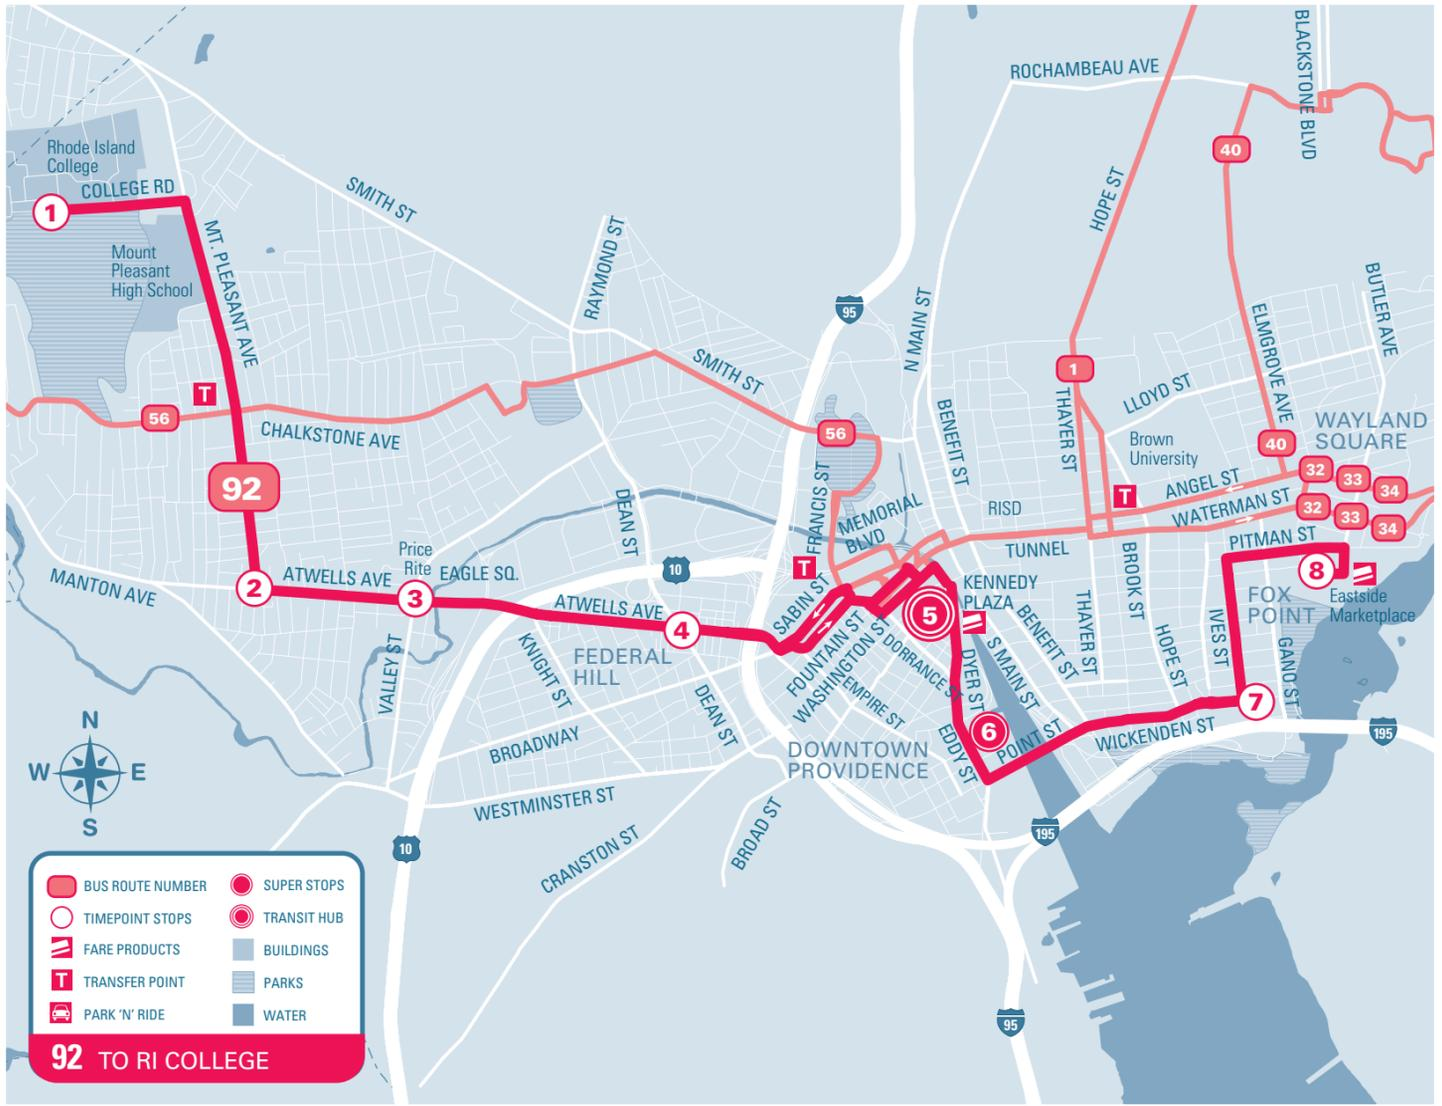 BLACKSTONE BLVD
ROCHAMBEAU AVE
Rhode Island
College
COLLEGE RD
1
SMITH ST
40
HOPE ST
MT. PLEASANT AVE
Mount
Pleasant
High School
RAYMOND ST
95
N MAIN ST
BUTLER AVE
ELMGROVE AVE
SMITH ST
1
T
56
CHALKSTONE AVE
56
BENEFIT ST
THAYER ST
LLOYD ST
Brown
University
WAYLAND
SQUARE
40
92
DEAN ST
FRANCIS ST
MEMORIAL
BLVD
RISD
T
ANGEL ST
WATERMAN ST
32
33
34
32
33
34
TUNNEL
PITMAN ST
MANTON AVE
2
ATWELLS AVE
Price
Rite
3
EAGLE SQ.
10
T
SABIN ST
KENNEDY
PLAZA
5
BROOK ST
8
Eastside
Marketplace
FOX
POINT
ATWELLS AVE
4
FEDERAL
HILL
FOUNTAIN ST
WASHINGTON ST
DORRANCE ST
EMPIRE ST
DYER ST
S MAIN ST
BENEFIT ST
THAYER ST
HOPE ST
IVES ST
GANO ST
VALLEY ST
KNIGHT ST
DEAN ST
7
6
EDDY ST
POINT ST
WICKENDEN ST
195
BROADWAY
DOWNTOWN
PROVIDENCE
N
W
E
S
WESTMINSTER ST
CRANSTON ST
BROAD ST
10
195
95
BUS ROUTE NUMBER
TIMEPOINT STOPS
FARE PRODUCTS
T
TRANSFER POINT
PARK 'N' RIDE
SUPER STOPS
TRANSIT HUB
BUILDINGS
PARKS
WATER
92 TO RI COLLEGE